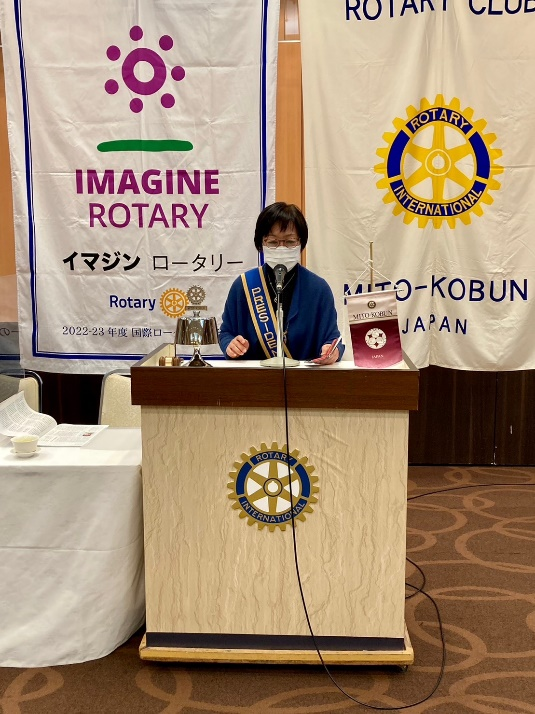 IMAGINE
ROTARY
イマジン ロータリー
Rotary
2022-23年度 国際ロー
ROTARY CLUB
ROTARY
INTERNATIONAL
MITO-KOBUN
JAPAN
PRESIDE
MITO-KOBUN
JAPAN
ROTARY
INTERNATIONAL